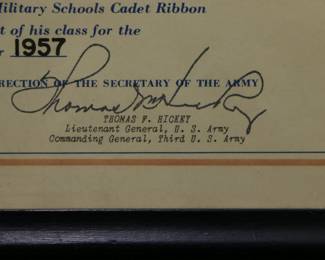 Military Schools Cadet Ribbon
t of his class for the
r 1957
RECTION OF THE SECRETARY OF THE ARMY
Thomas F. Hickey
THOMAS F. HICKEY
Lieutenant General, U. S. Army
Commanding General, Third U. S. Army